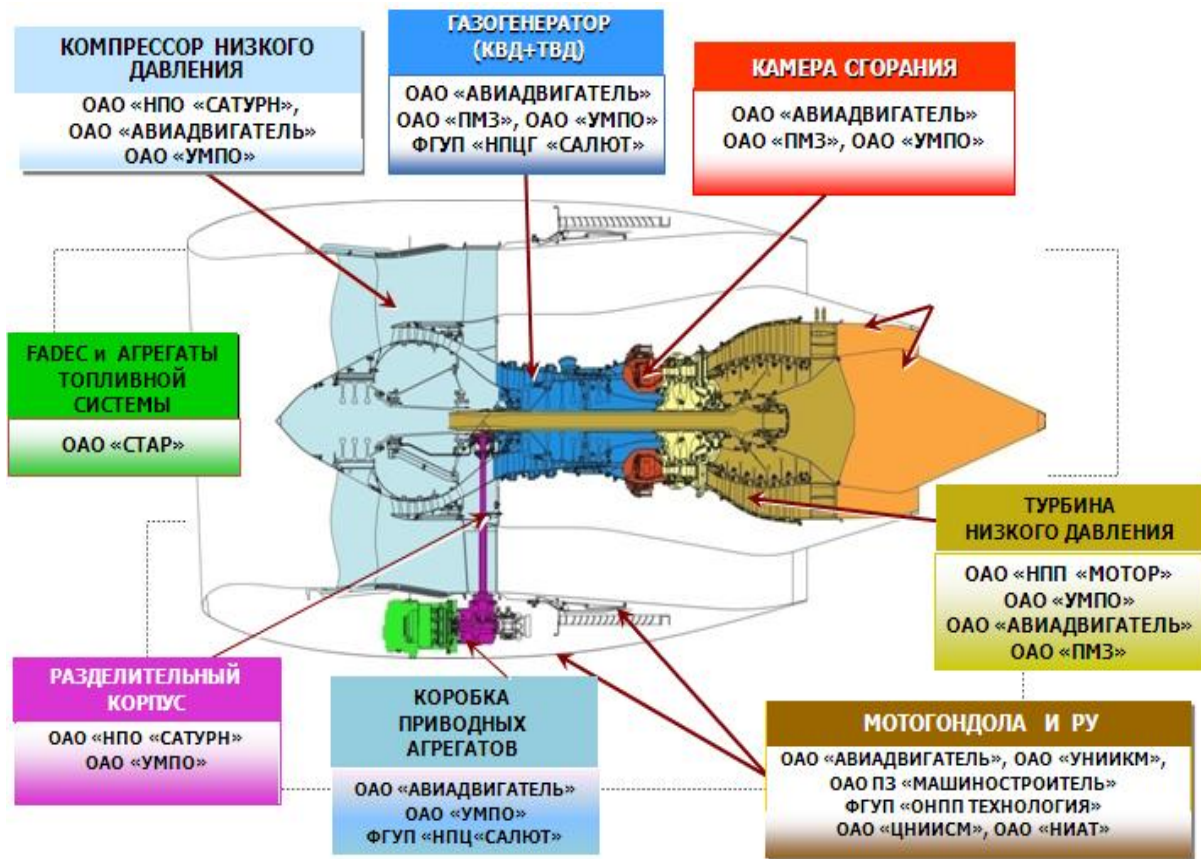 КОМПРЕССОР НИЗКОГО
ДАВЛЕНИЯ
ОАО «НПО «САТУРН»,
ОАО «АВИАДВИГАТЕЛЬ»
ОАО «УМПО»
ГАЗОГЕНЕРАТОР
(КВД+ТВД)
ОАО «АВИАДВИГАТЕЛЬ»
ОАО «ПМЗ», ОАО «УМПО»
ФГУП «НПЦГ «САЛЮТ»
КАМЕРА СГОРАНИЯ
ОАО «АВИАДВИГАТЕЛЬ»
ОАО «ПМЗ», ОАО «УМПО»
FADEC и АГРЕГАТЫ
ТОПЛИВНОЙ
СИСТЕМЫ
ОАО «СТАР»
ТУРБИНА
НИЗКОГО ДАВЛЕНИЯ
ОАО «НПП «МОТОР»
ОАО «УМПО»
ОАО «АВИАДВИГАТЕЛЬ»
ОАО «ПМЗ»
РАЗДЕЛИТЕЛЬНЫЙ
КОРПУС
ОАО «НПО «САТУРН»
ОАО «УМПО»
КОРОБКА
ПРИВОДНЫХ
АГРЕГАТОВ
ОАО «АВИАДВИГАТЕЛЬ»
ОАО «УМПО»
ФГУП «НПЦ«САЛЮТ»
МОТОГОНДОЛА И РУ
ОАО «АВИАДВИГАТЕЛЬ», ОАО «УНИИКМ»,
ОАО ПЗ «МАШИНОСТРОИТЕЛЬ»
ФГУП «ОНПП ТЕХНОЛОГИЯ»
ОАО «ЦНИИСМ», ОАО «НИАТ»